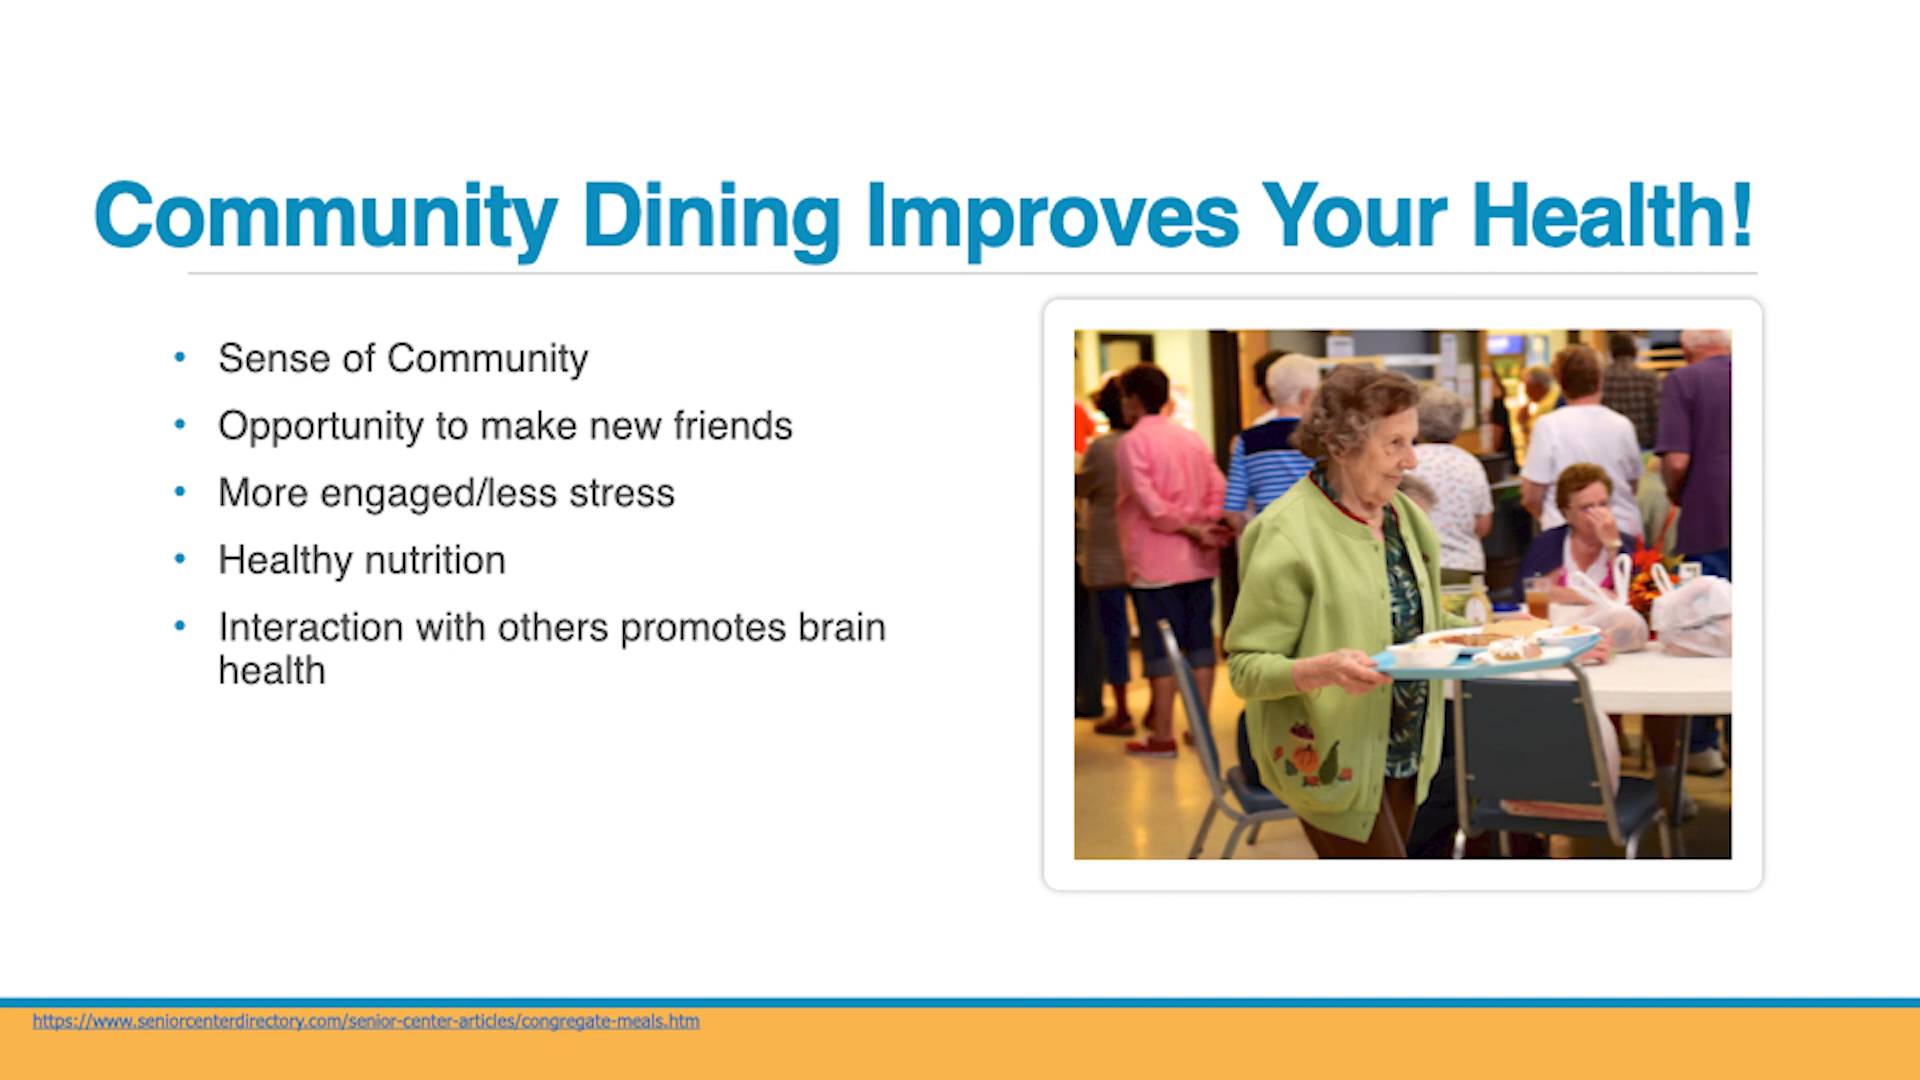 Community Dining Improves Your Health!
• Sense of Community
• Opportunity to make new friends
• More engaged/less stress
• Healthy nutrition
• Interaction with others promotes brain
health
https://www.seniorcenterdirectory.com/senior-center-articles/congregate-meals.htm